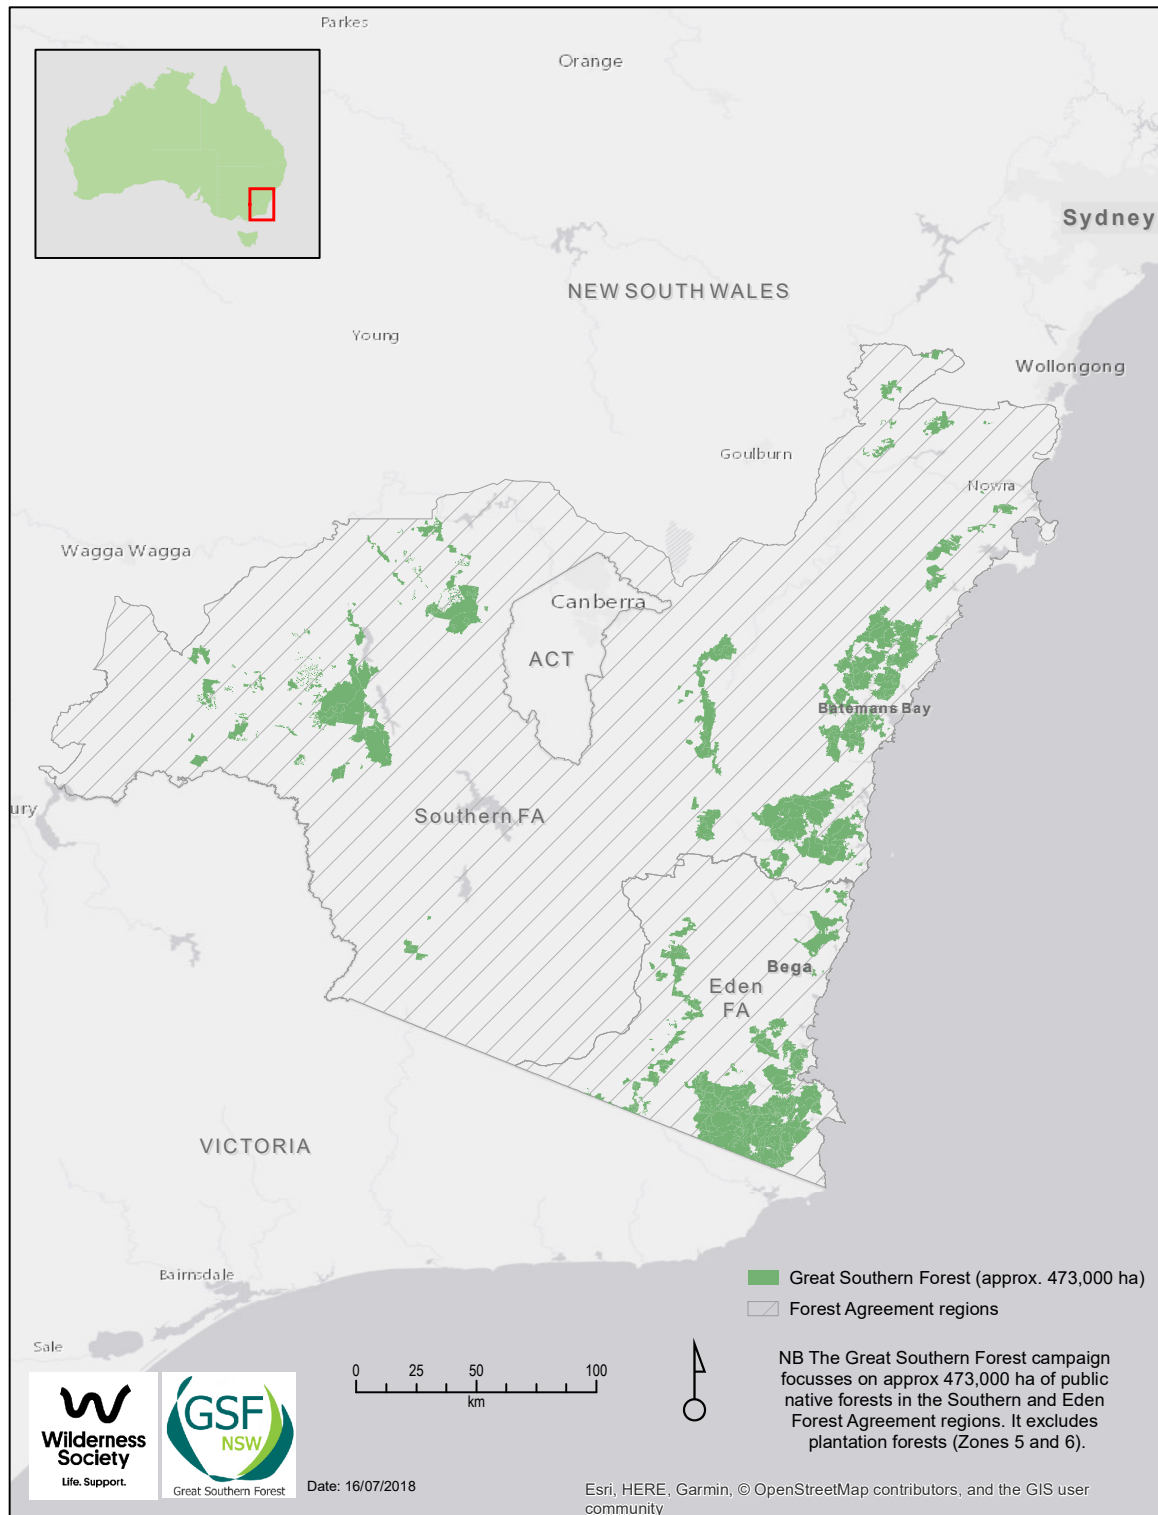 Parkes
Orange
Sydney
NEW SOUTH WALES
Young
Wollongong
Goulburn
Nowra
Wagga Wagga
Canberra
ACT
Batemans Bay
ury
Southern FA
Bega
Eden
FA
VICTORIA
Bairnsdale
Sale
Great Southern Forest (approx. 473,000 ha)
Forest Agreement regions
0 25 50 100
km
NB The Great Southern Forest campaign
focusses on approx 473,000 ha of public
native forests in the Southern and Eden
Forest Agreement regions. It excludes
plantation forests (Zones 5 and 6).
Wilderness
Society
Life. Support.
GSF
NSW
Great Southern Forest
Date: 16/07/2018
Esri, HERE, Garmin, © OpenStreetMap contributors, and the GIS user
community